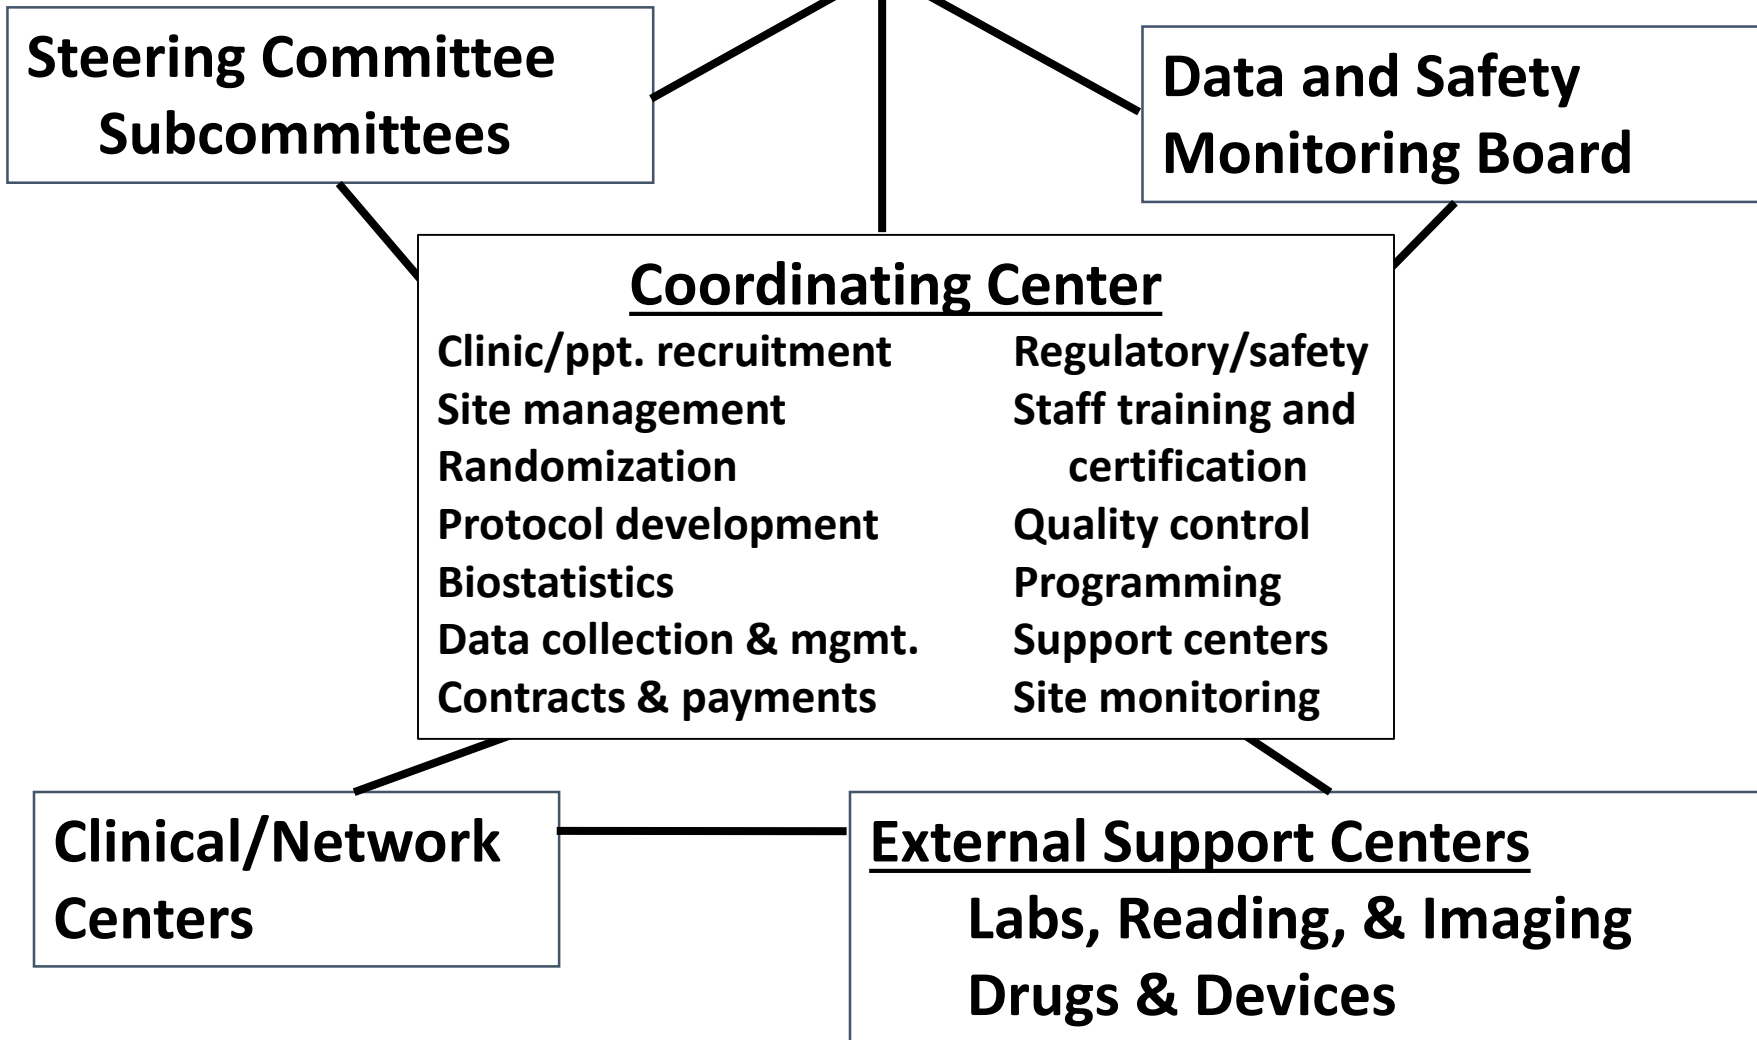 Steering Committee
Subcommittees
Data and Safety
Monitoring Board
Coordinating Center
Clinic/ppt. recruitment
Site management
Randomization
Protocol development
Biostatistics
Data collection & mgmt.
Contracts & payments
Regulatory/safety
Staff training and
certification
Quality control
Programming
Support centers
Site monitoring
Clinical/Network
Centers
External Support Centers
Labs, Reading, & Imaging
Drugs & Devices